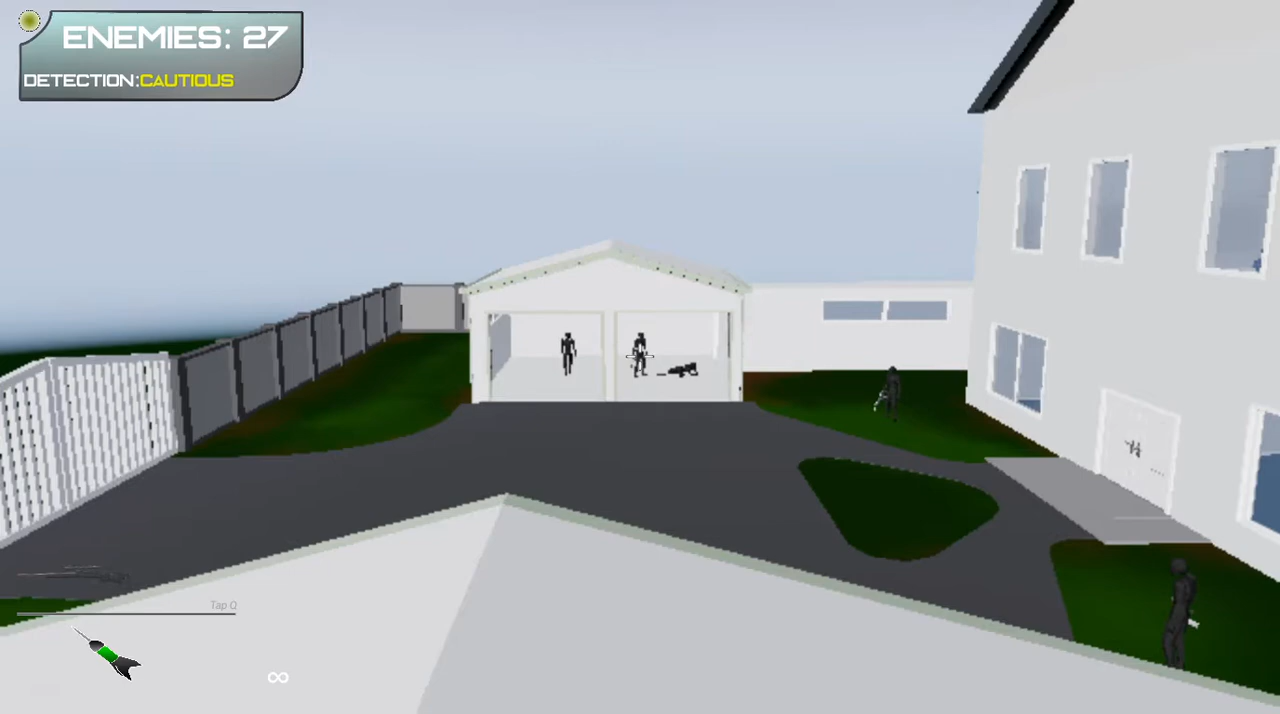 ENEMIES: 27
DETECTION:CAUTIOUS
Tap Q
∞